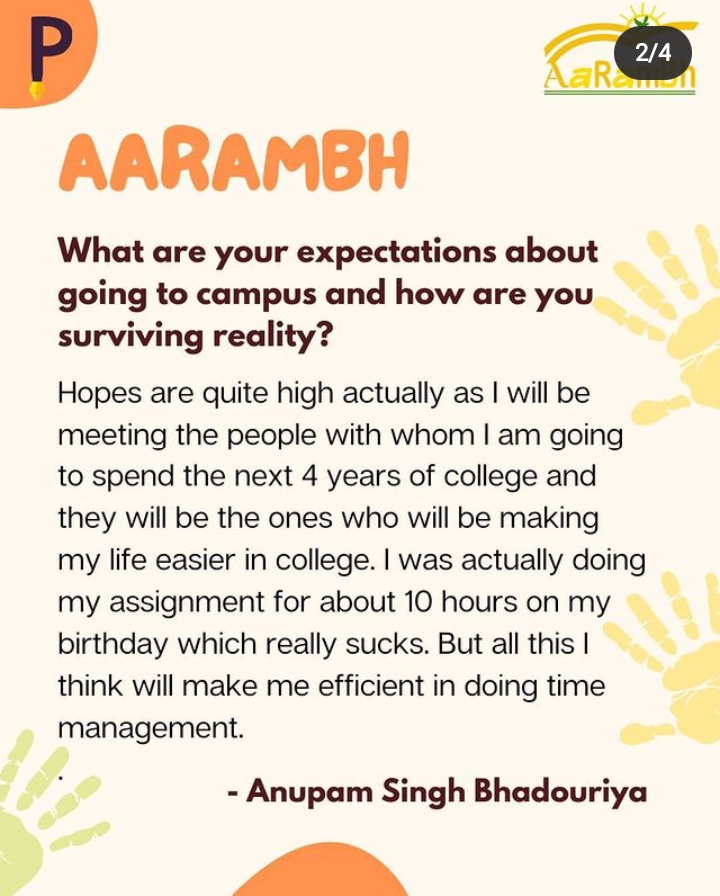 P
AaRambh
2/4
AARAMBH
What are your expectations about
going to campus and how are you
surviving reality?
Hopes are quite high actually as I will be
meeting the people with whom I am going
to spend the next 4 years of college and
they will be the ones who will be making
my life easier in college. I was actually doing
my assignment for about 10 hours on my
birthday which really sucks. But all this I
think will make me efficient in doing time
management.
.
- Anupam Singh Bhadouriya